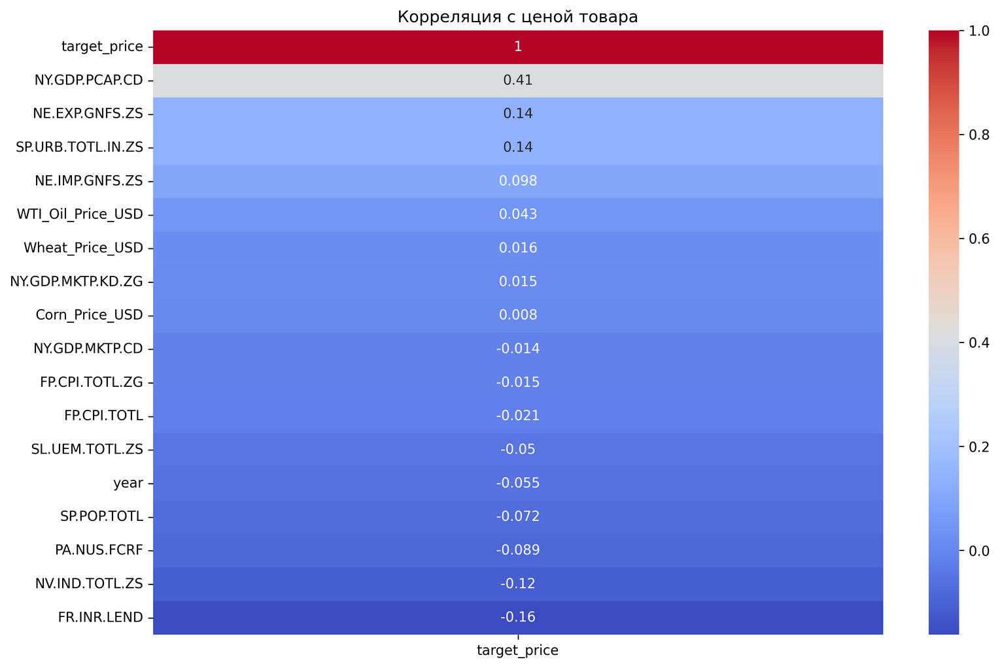 Корреляция с ценой товара
target_price 1
NY.GDP.PCAP.CD 0.41
NE.EXP.GNFS.ZS 0.14
SP.URB.TOTL.IN.ZS 0.14
NE.IMP.GNFS.ZS 0.098
WTI_Oil_Price_USD 0.043
Wheat_Price_USD 0.016
NY.GDP.MKTP.KD.ZG 0.015
Corn_Price_USD 0.008
NY.GDP.MKTP.CD -0.014
FP.CPI.TOTL.ZG -0.015
FP.CPI.TOTL -0.021
SL.UEM.TOTL.ZS -0.05
year -0.055
SP.POP.TOTL -0.072
PA.NUS.FCRF -0.089
NV.IND.TOTL.ZS -0.12
FR.INR.LEND -0.16
target_price
1.0
0.8
0.6
0.4
0.2
0.0